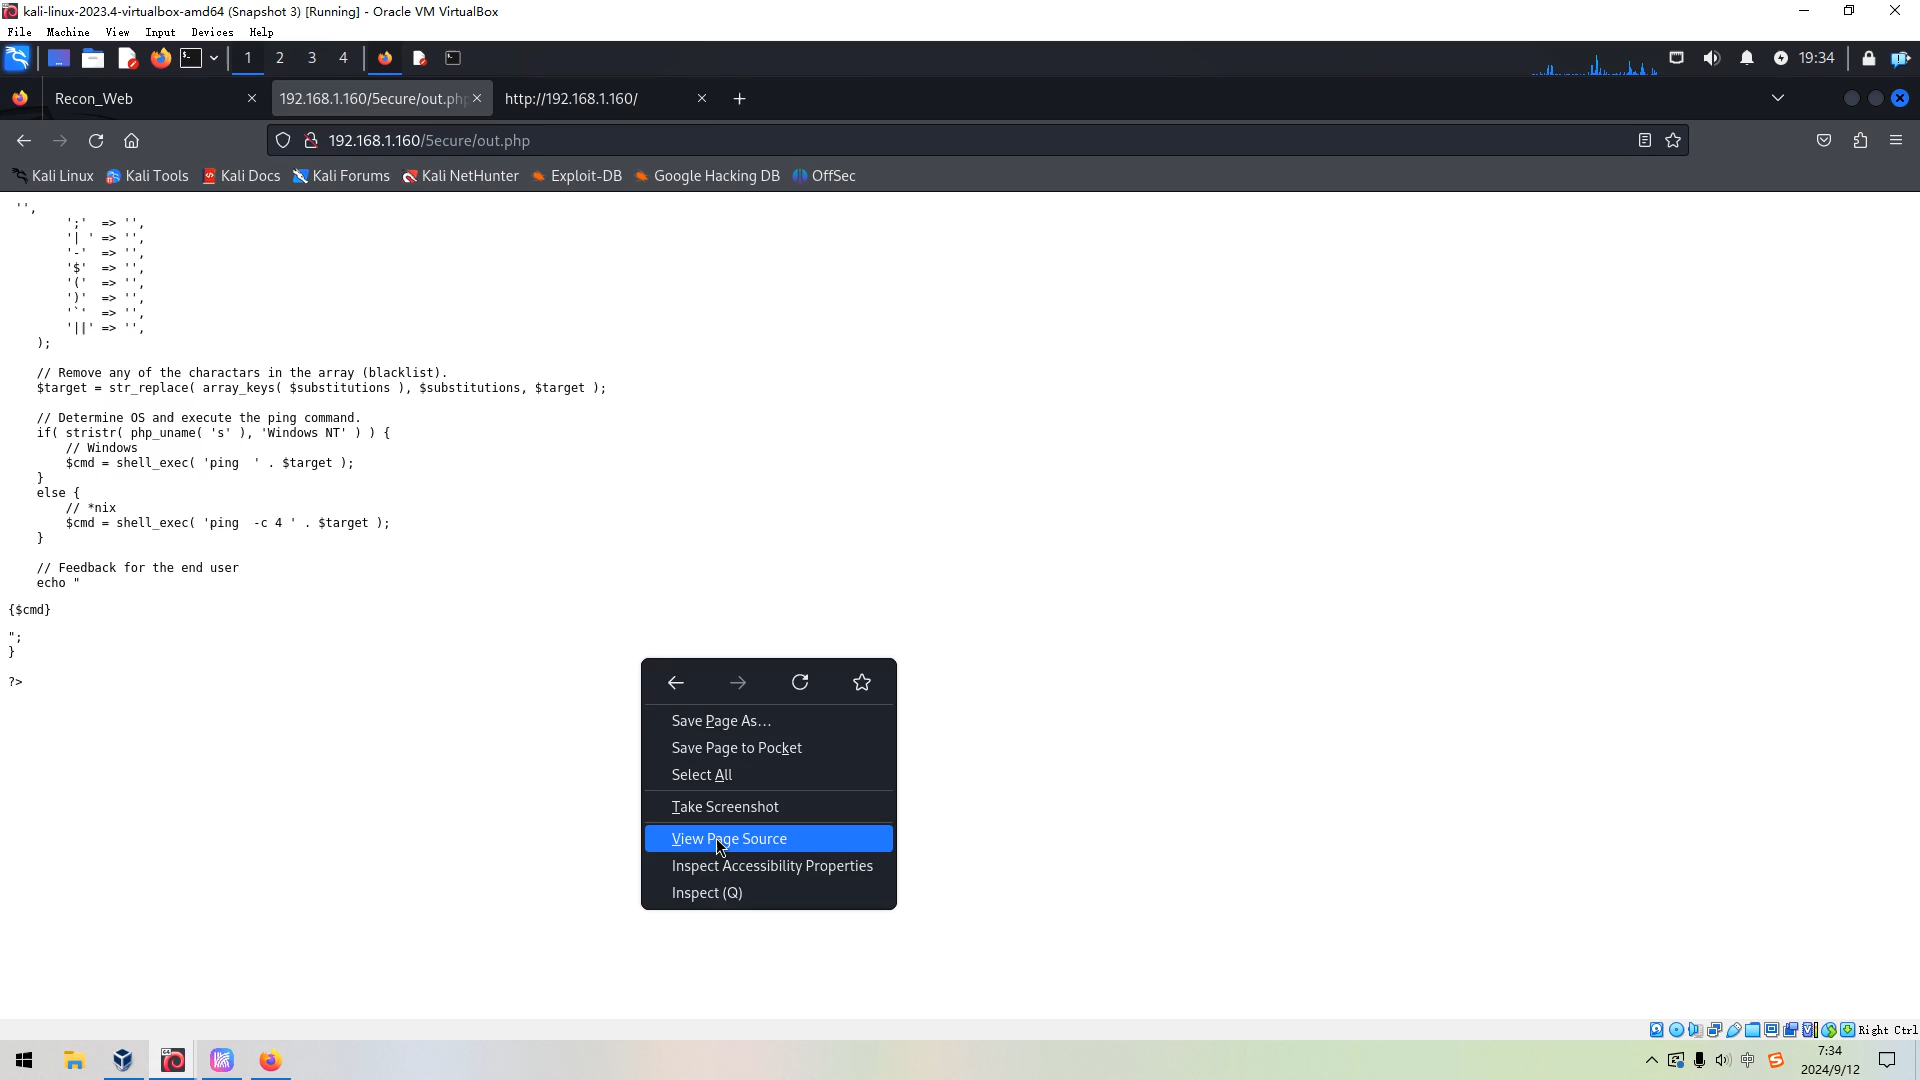 kali-linux-2023.4-virtualbox-amd64 (Snapshot 3) [Running] - Oracle VM VirtualBox
File Machine View Input Devices Help
1 2 3 4 19:34
Recon_Web 192.168.1.160/5ecure/out.php http://192.168.1.160/
192.168.1.160/5ecure/out.php
Kali Linux Kali Tools Kali Docs Kali Forums Kali NetHunter Exploit-DB Google Hacking DB OffSec
'',
';' => '',
'| ' => '',
'-' => '',
'$' => '',
'(' => '',
')' => '',
'`' => '',
'||' => '',
);
// Remove any of the charactars in the array (blacklist).
$target = str_replace( array_keys( $substitutions ), $substitutions, $target );
// Determine OS and execute the ping command.
if( stristr( php_uname( 's' ), 'Windows NT' ) ) {
// Windows
$cmd = shell_exec( 'ping  ' . $target );
}
else {
// *nix
$cmd = shell_exec( 'ping  -c 4 ' . $target );
}
// Feedback for the end user
echo "
{$cmd}
";
}
?>
Save Page As...
Save Page to Pocket
Select All
Take Screenshot
View Page Source
Inspect Accessibility Properties
Inspect (Q)
Right Ctrl
中 7:34
2024/9/12